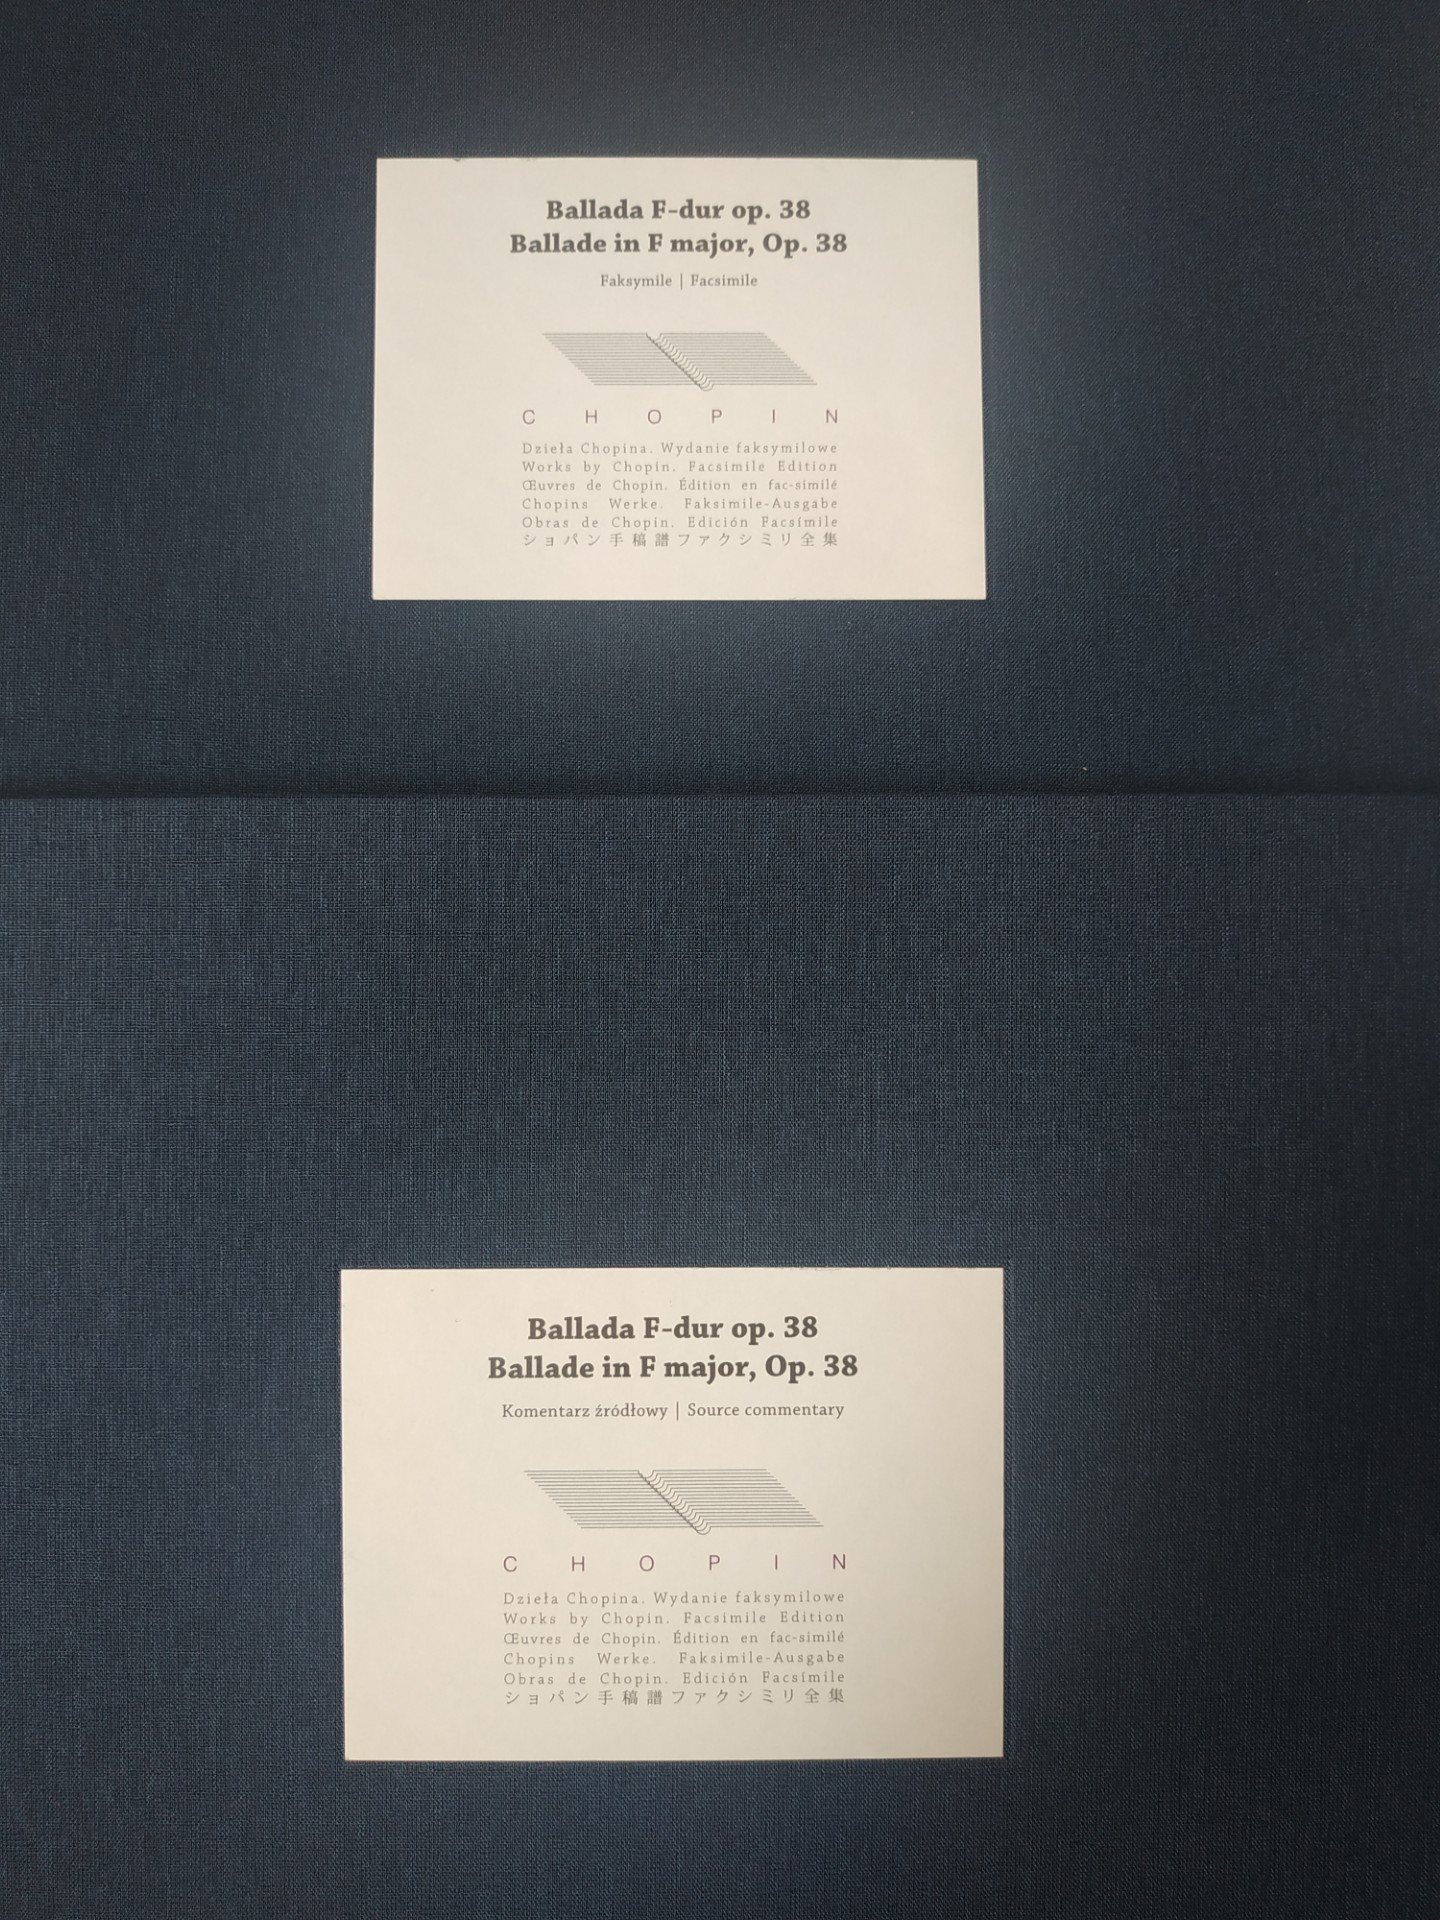 Ballada F-dur op. 38
Ballade in F major, Op. 38
Faksymile | Facsimile
CHOPIN
Dzieła Chopina. Wydanie faksymilowe
Works by Chopin. Facsimile Edition
Œuvres de Chopin. Édition en fac-similé
Chopins Werke. Faksimile-Ausgabe
Obras de Chopin. Edición Facsímile
ショパン手稿譜ファクシミリ全集
Ballada F-dur op. 38
Ballade in F major, Op. 38
Komentarz źródłowy | Source commentary
CHOPIN
Dzieła Chopina. Wydanie faksymilowe
Works by Chopin. Facsimile Edition
Œuvres de Chopin. Édition en fac-similé
Chopins Werke. Faksimile-Ausgabe
Obras de Chopin. Edición Facsímile
ショパン手稿譜ファクシミリ全集